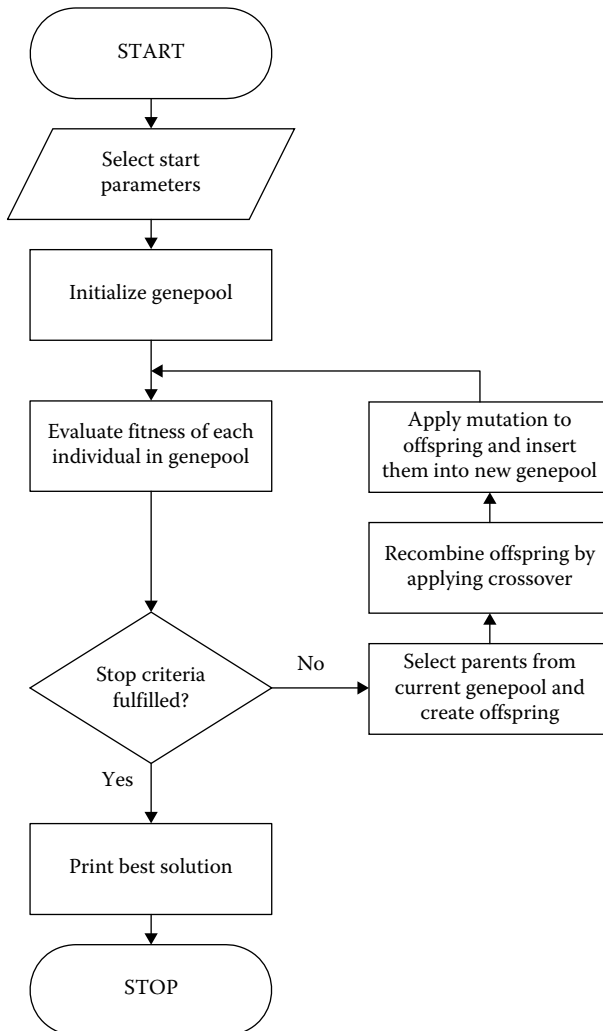 START
Select start
parameters
Initialize genepool
Evaluate fitness of each
individual in genepool
Apply mutation to
offspring and insert
them into new genepool
Recombine offspring by
applying crossover
Stop criteria
fulfilled?
No
Select parents from
current genepool and
create offspring
Yes
Print best solution
STOP